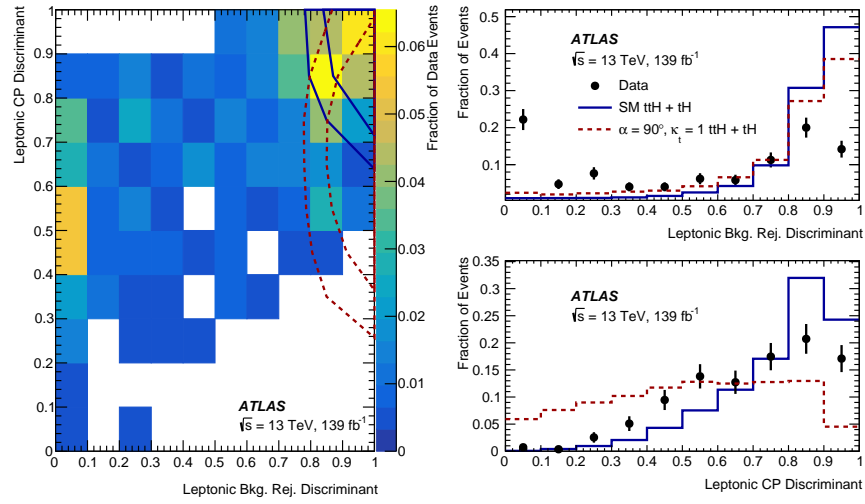 Leptonic CP Discriminant
1
0.9
0.8
0.7
0.6
0.5
0.4
0.3
0.2
0.1
0
0 0.1 0.2 0.3 0.4 0.5 0.6 0.7 0.8 0.9 1
Leptonic Bkg. Rej. Discriminant
ATLAS
√s = 13 TeV, 139 fb⁻¹
Fraction of Data Events
0.06
0.05
0.04
0.03
0.02
0.01
0
Fraction of Events
0.5
0.4
0.3
0.2
0.1
ATLAS
√s = 13 TeV, 139 fb⁻¹
Data
SM ttH + tH
α = 90°, κt = 1 ttH + tH
0 0.1 0.2 0.3 0.4 0.5 0.6 0.7 0.8 0.9 1
Leptonic Bkg. Rej. Discriminant
Fraction of Events
0.35
0.3
0.25
0.2
0.15
0.1
0.05
0
ATLAS
√s = 13 TeV, 139 fb⁻¹
0 0.1 0.2 0.3 0.4 0.5 0.6 0.7 0.8 0.9 1
Leptonic CP Discriminant